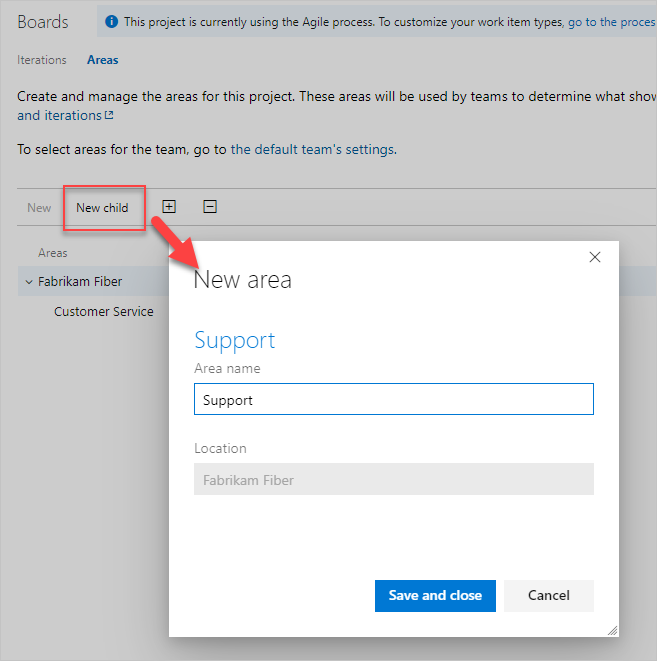 Boards
This project is currently using the Agile process. To customize your work item types, go to the proces
Iterations Areas
Create and manage the areas for this project. These areas will be used by teams to determine what show
and iterations
To select areas for the team, go to the default team's settings.
New New child
Areas
Fabrikam Fiber
Customer Service
New area
Support
Area name
Support
Location
Fabrikam Fiber
Save and close Cancel